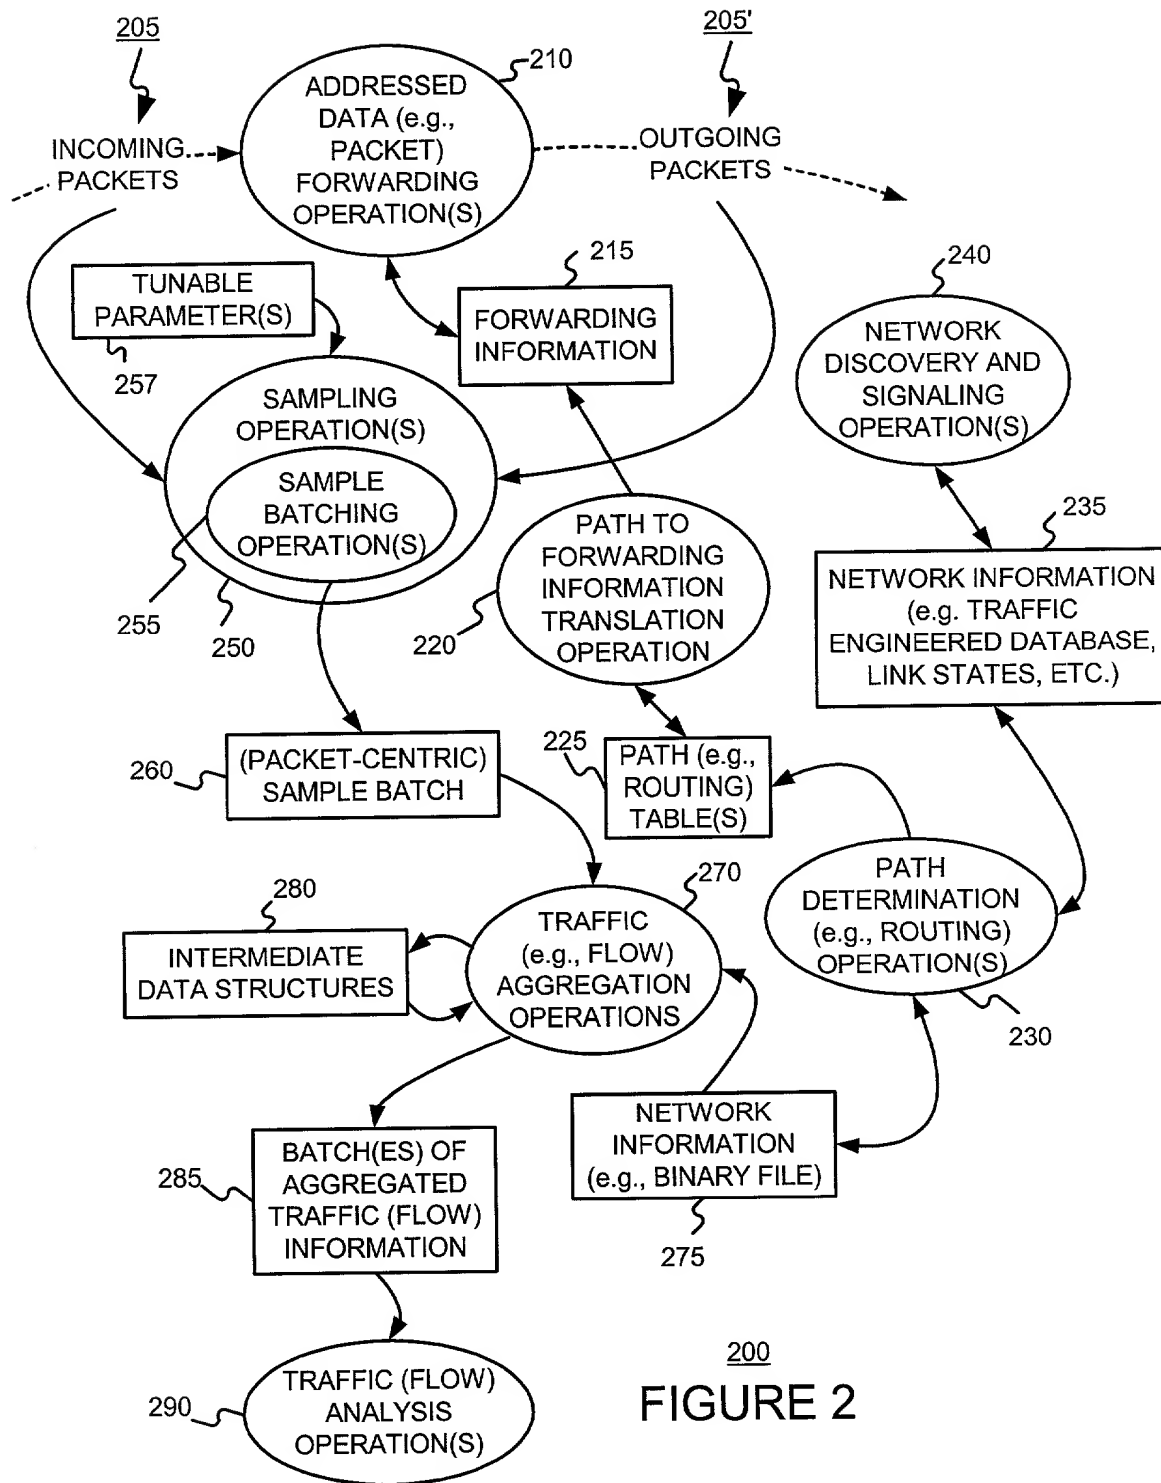 205
205'
210
ADDRESSED
DATA (e.g.,
PACKET)
FORWARDING
OPERATION(S)
INCOMING
PACKETS
OUTGOING
PACKETS
TUNABLE
PARAMETER(S)
257
215
FORWARDING
INFORMATION
240
NETWORK
DISCOVERY AND
SIGNALING
OPERATION(S)
SAMPLING
OPERATION(S)
SAMPLE
BATCHING
OPERATION(S)
255
250
PATH TO
FORWARDING
INFORMATION
TRANSLATION
OPERATION
220
235
NETWORK INFORMATION
(e.g. TRAFFIC
ENGINEERED DATABASE,
LINK STATES, ETC.)
260
(PACKET-CENTRIC)
SAMPLE BATCH
225
PATH (e.g.,
ROUTING)
TABLE(S)
PATH
DETERMINATION
(e.g., ROUTING)
OPERATION(S)
230
280
INTERMEDIATE
DATA STRUCTURES
270
TRAFFIC
(e.g., FLOW)
AGGREGATION
OPERATIONS
NETWORK
INFORMATION
(e.g., BINARY FILE)
275
285
BATCH(ES) OF
AGGREGATED
TRAFFIC (FLOW)
INFORMATION
290
TRAFFIC (FLOW)
ANALYSIS
OPERATION(S)
200
FIGURE 2